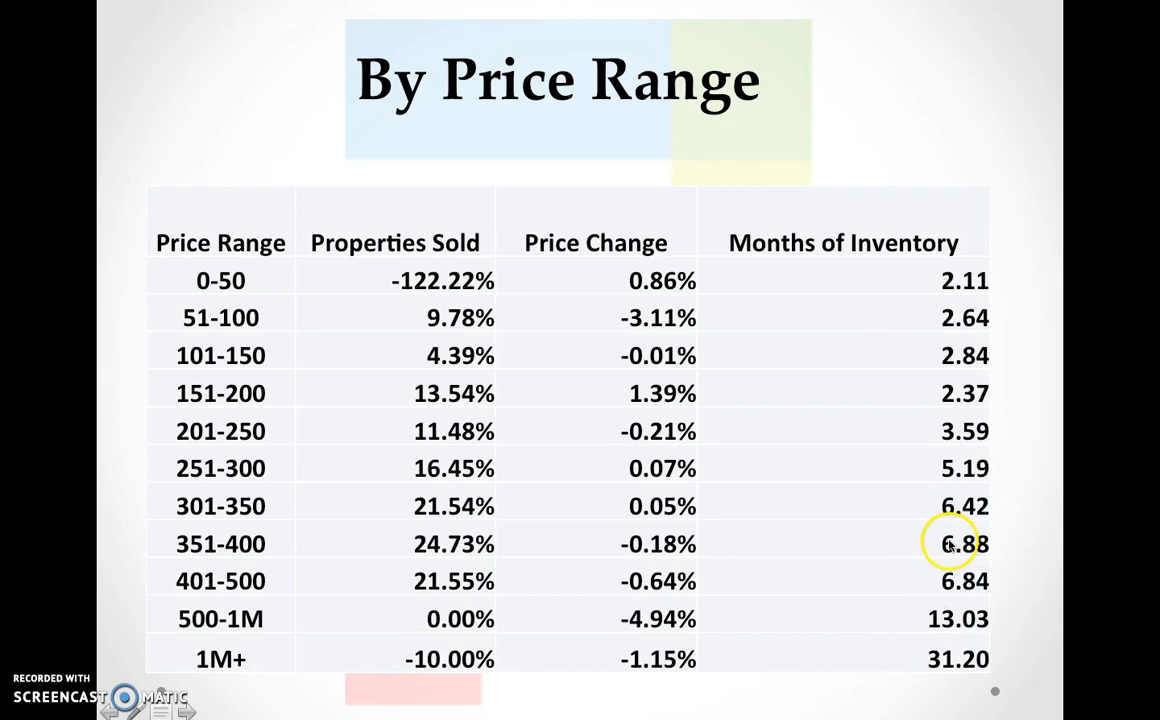 By Price Range
Price Range Properties Sold Price Change Months of Inventory
0-50 -122.22% 0.86% 2.11
51-100 9.78% -3.11% 2.64
101-150 4.39% -0.01% 2.84
151-200 13.54% 1.39% 2.37
201-250 11.48% -0.21% 3.59
251-300 16.45% 0.07% 5.19
301-350 21.54% 0.05% 6.42
351-400 24.73% -0.18% 6.88
401-500 21.55% -0.64% 6.84
500-1M 0.00% -4.94% 13.03
1M+ -10.00% -1.15% 31.20
RECORDED WITH
SCREENCAST MATIC